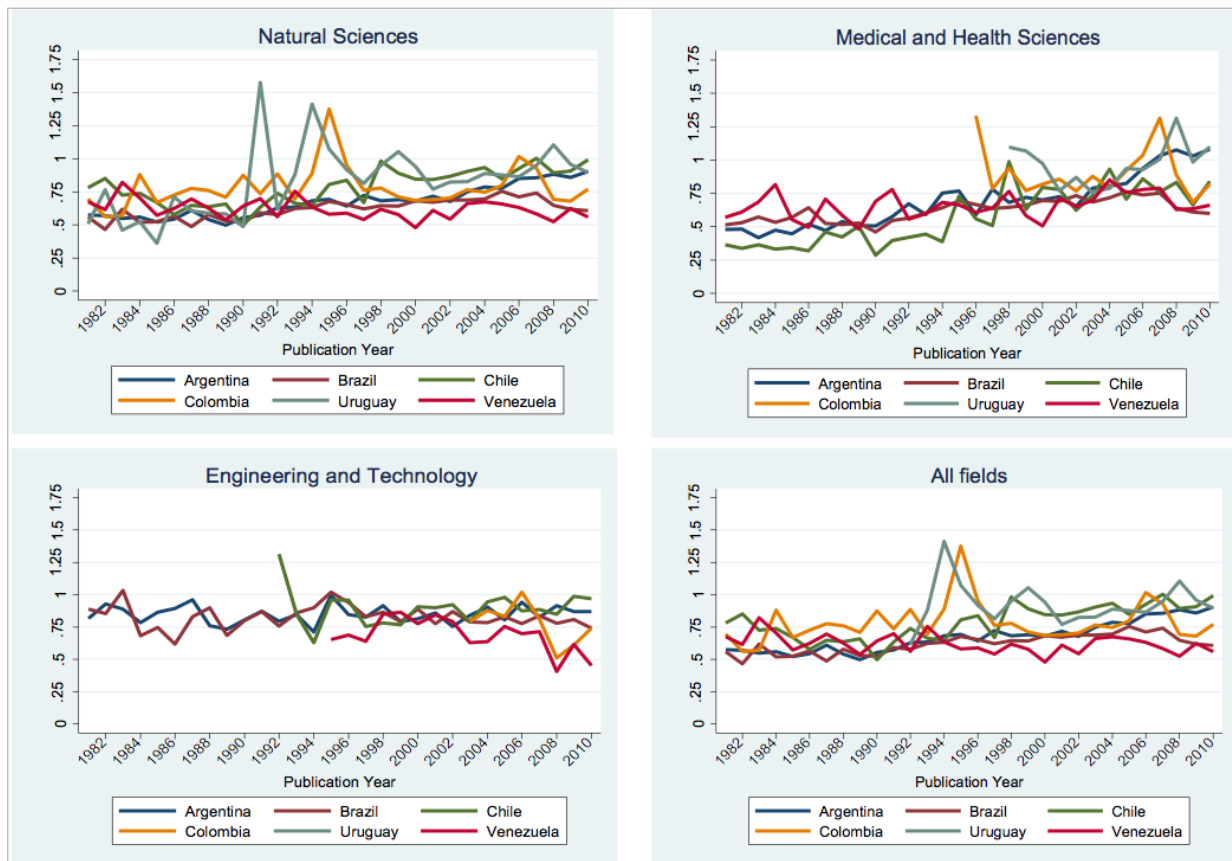 Natural Sciences
1.75
1.5
1.25
1
.75
.5
.25
0
1982 1984 1986 1988 1990 1992 1994 1996 1998 2000 2002 2004 2006 2008 2010
Publication Year
Argentina Brazil Chile
Colombia Uruguay Venezuela
Medical and Health Sciences
1.75
1.5
1.25
1
.75
.5
.25
0
1982 1984 1986 1988 1990 1992 1994 1996 1998 2000 2002 2004 2006 2008 2010
Publication Year
Argentina Brazil Chile
Colombia Uruguay Venezuela
Engineering and Technology
1.75
1.5
1.25
1
.75
.5
.25
0
1982 1984 1986 1988 1990 1992 1994 1996 1998 2000 2002 2004 2006 2008 2010
Publication Year
Argentina Brazil Chile
Colombia Uruguay Venezuela
All fields
1.75
1.5
1.25
1
.75
.5
.25
0
1982 1984 1986 1988 1990 1992 1994 1996 1998 2000 2002 2004 2006 2008 2010
Publication Year
Argentina Brazil Chile
Colombia Uruguay Venezuela